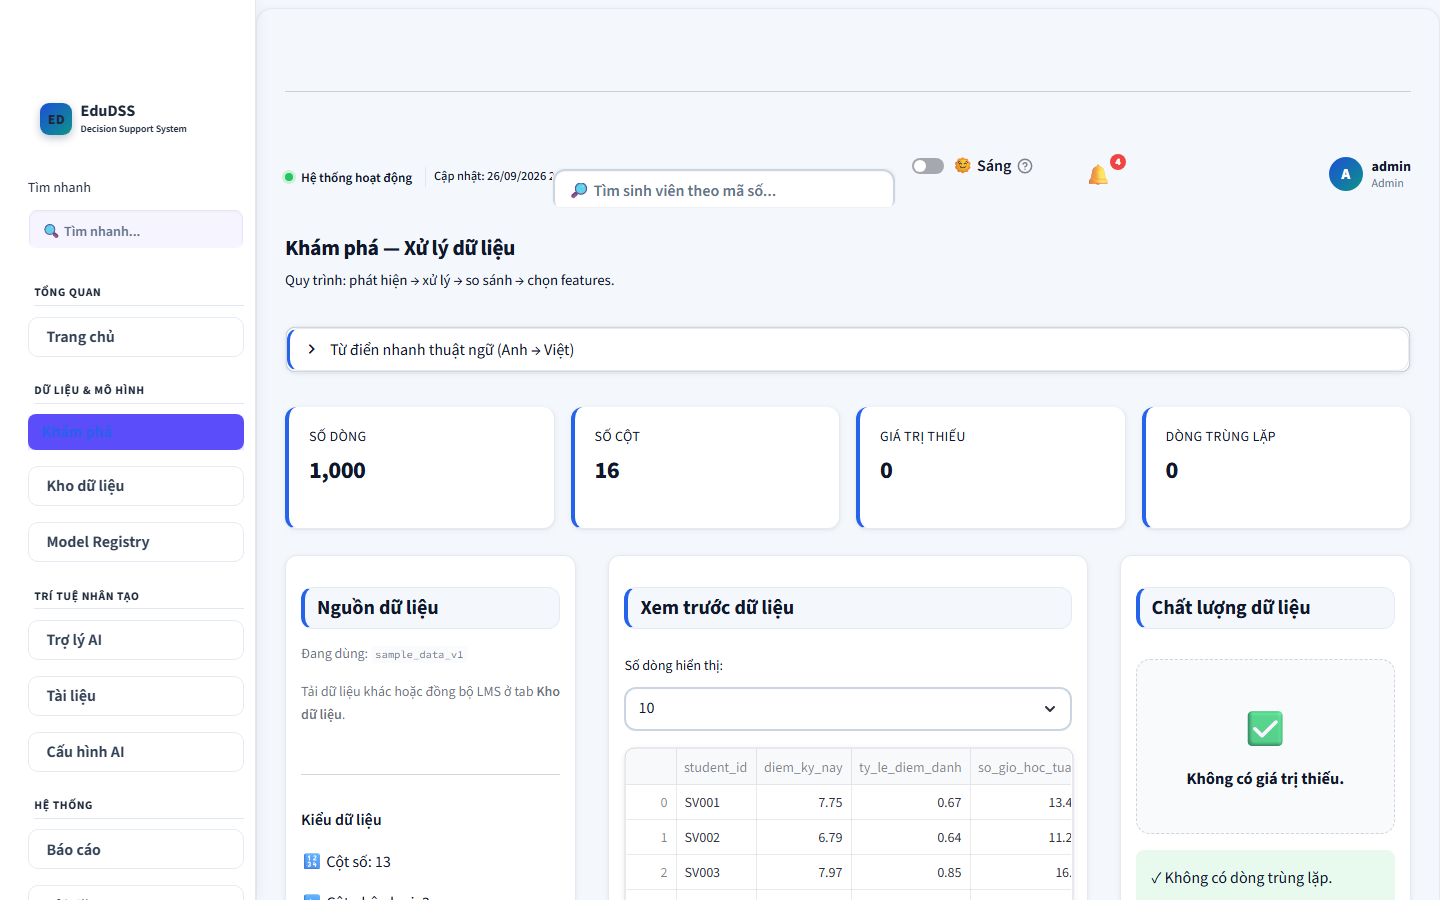 ED
EduDSS
Decision Support System
Tìm nhanh
Tìm nhanh...
TỔNG QUAN
Trang chủ
DỮ LIỆU & MÔ HÌNH
Khám phá
Kho dữ liệu
Model Registry
TRÍ TUỆ NHÂN TẠO
Trợ lý AI
Tài liệu
Cấu hình AI
HỆ THỐNG
Báo cáo
Hệ thống hoạt động
Cập nhật: 26/09/2026
Tìm sinh viên theo mã số...
Sáng
4
A
admin
Admin
Khám phá — Xử lý dữ liệu
Quy trình: phát hiện → xử lý → so sánh → chọn features.
Từ điển nhanh thuật ngữ (Anh → Việt)
SỐ DÒNG
1,000
SỐ CỘT
16
GIÁ TRỊ THIẾU
0
DÒNG TRÙNG LẶP
0
Nguồn dữ liệu
Đang dùng: sample_data_v1
Tải dữ liệu khác hoặc đồng bộ LMS ở tab Kho
dữ liệu.
Kiểu dữ liệu
Cột số: 13
Xem trước dữ liệu
Số dòng hiển thị:
10
student_id diem_ky_nay ty_le_diem_danh so_gio_hoc_tua
0 SV001 7.75 0.67 13.4
1 SV002 6.79 0.64 11.2
2 SV003 7.97 0.85 16.
Chất lượng dữ liệu
Không có giá trị thiếu.
✓ Không có dòng trùng lặp.